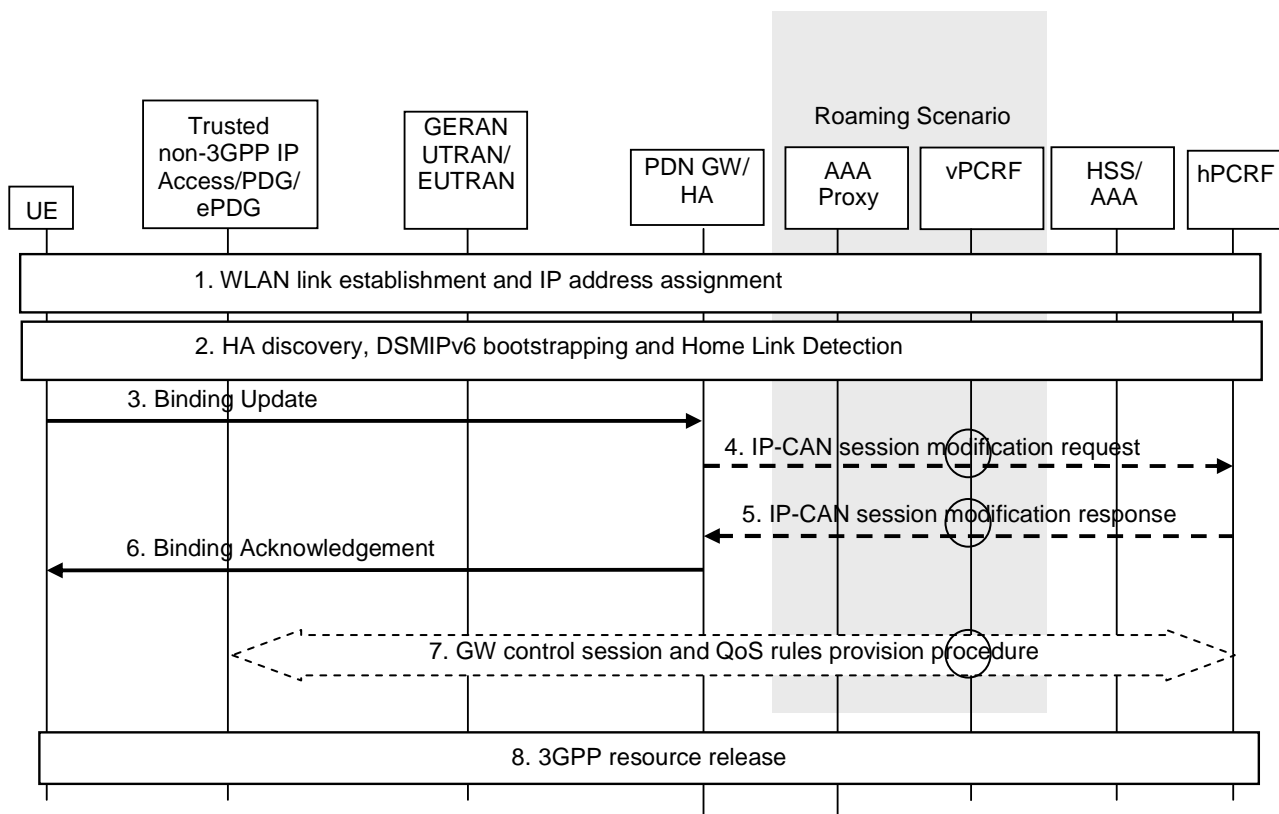 Roaming Scenario
UE
Trusted
non-3GPP IP
Access/PDG/
ePDG
GERAN
UTRAN/
EUTRAN
PDN GW/
HA
AAA
Proxy
vPCRF
HSS/
AAA
hPCRF
1. WLAN link establishment and IP address assignment
2. HA discovery, DSMIPv6 bootstrapping and Home Link Detection
3. Binding Update
4. IP-CAN session modification request
5. IP-CAN session modification response
6. Binding Acknowledgement
7. GW control session and QoS rules provision procedure
8. 3GPP resource release